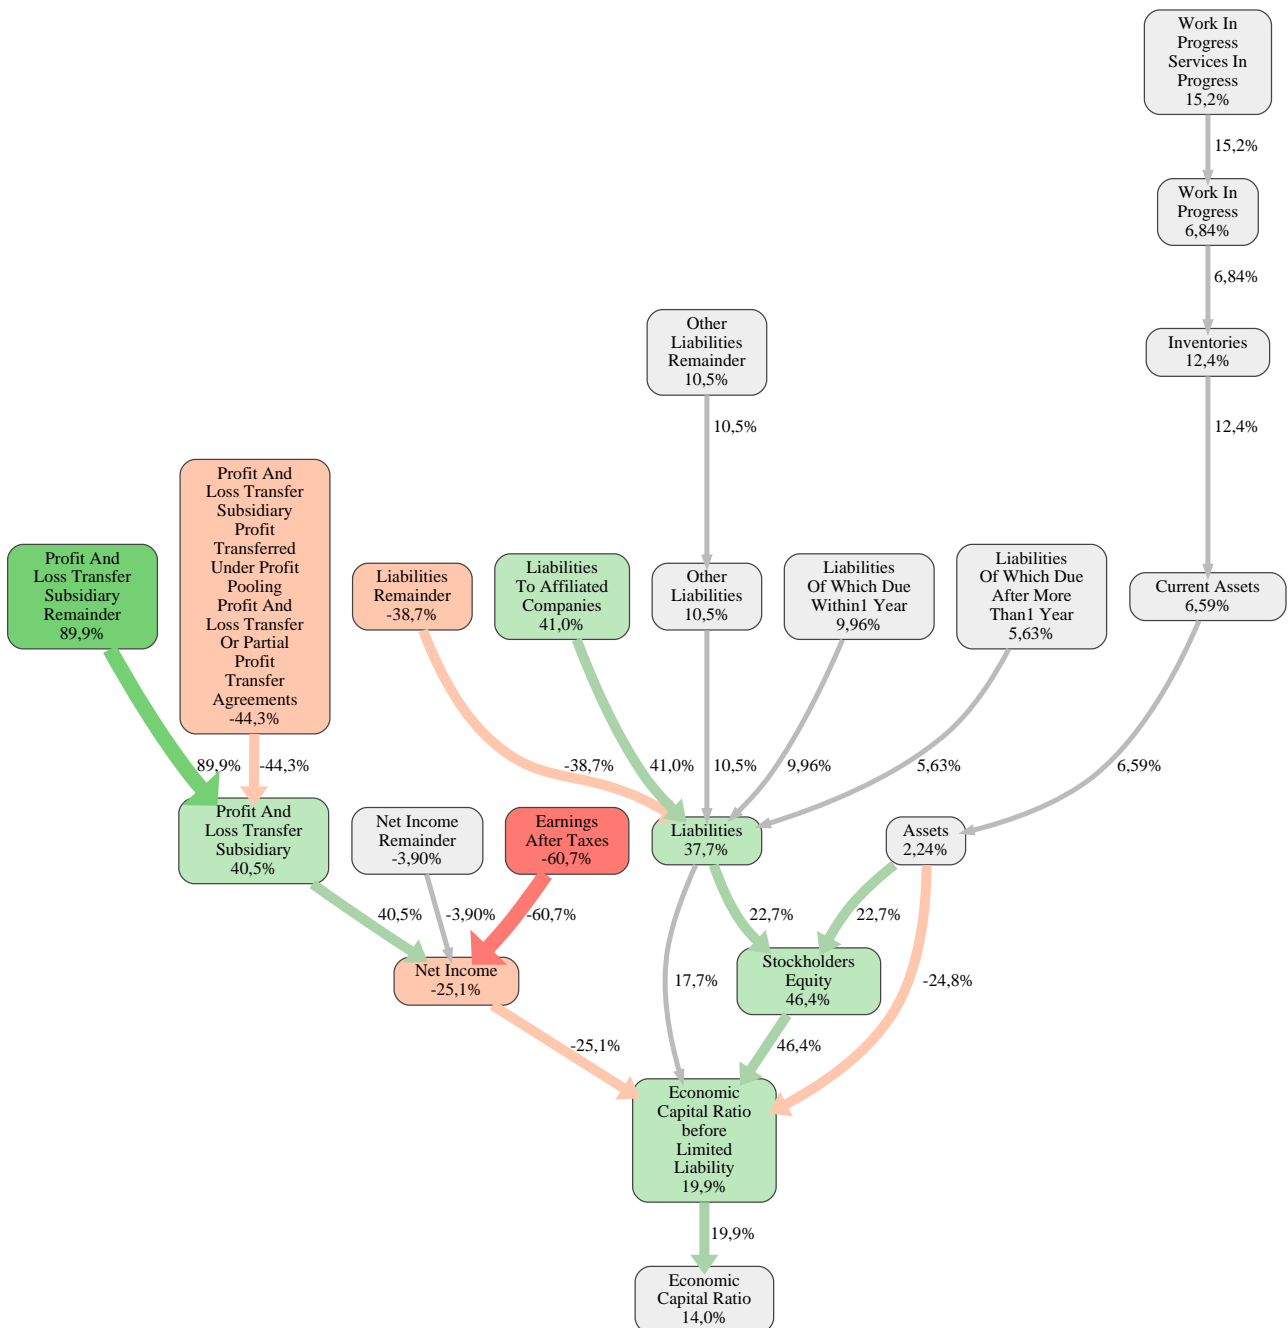 Work In
Progress
Services In
Progress
15,2%
15,2%
Work In
Progress
6,84%
6,84%
Other
Liabilities
Remainder
10,5%
Inventories
12,4%
10,5%
12,4%
Profit And
Loss Transfer
Subsidiary
Profit
Transferred
Under Profit
Pooling
Profit And
Loss Transfer
Or Partial
Profit
Transfer
Agreements
-44,3%
Profit And
Loss Transfer
Subsidiary
Remainder
89,9%
Liabilities
Remainder
-38,7%
Liabilities
To Affiliated
Companies
41,0%
Other
Liabilities
10,5%
Liabilities
Of Which Due
Within1 Year
9,96%
Liabilities
Of Which Due
After More
Than1 Year
5,63%
Current Assets
6,59%
89,9%
-44,3%
-38,7%
41,0%
10,5%
9,96%
5,63%
6,59%
Profit And
Loss Transfer
Subsidiary
40,5%
Net Income
Remainder
-3,90%
Earnings
After Taxes
-60,7%
Liabilities
37,7%
Assets
2,24%
40,5%
-3,90%
-60,7%
22,7%
22,7%
Net Income
-25,1%
17,7%
Stockholders
Equity
46,4%
-24,8%
-25,1%
46,4%
Economic
Capital Ratio
before
Limited
Liability
19,9%
19,9%
Economic
Capital Ratio
14,0%